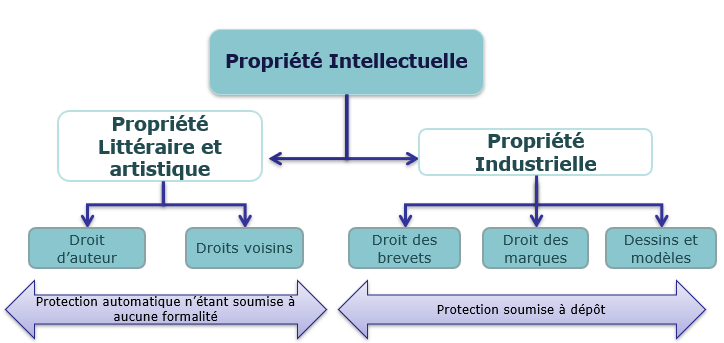 Propriété Intellectuelle
Propriété
Littéraire et
artistique
Propriété
Industrielle
Droit
d’auteur
Droits voisins
Droit des
brevets
Droit des
marques
Dessins et
modèles
Protection automatique n’étant soumise à
aucune formalité
Protection soumise à dépôt